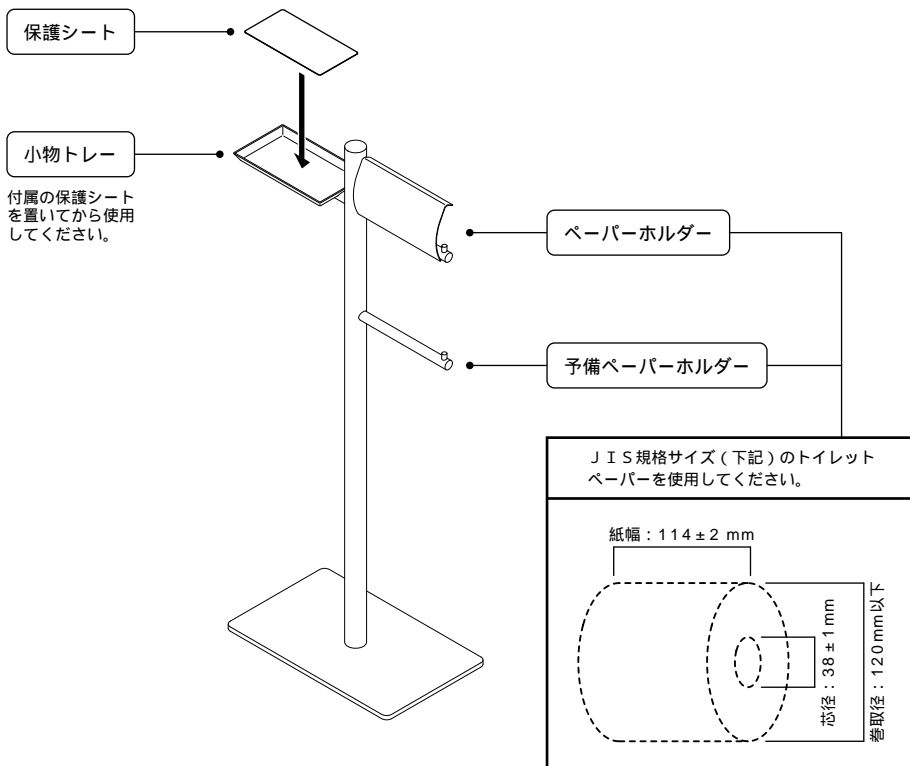 保護シート
小物トレー
付属の保護シート
を置いてから使用
してください。
ペーパーホルダー
予備ペーパーホルダー
ＪＩＳ規格サイズ（下記）のトイレット
ペーパーを使用してください。
紙幅：114±2 mm
芯径：38±1mm
巻取径：120mm以下